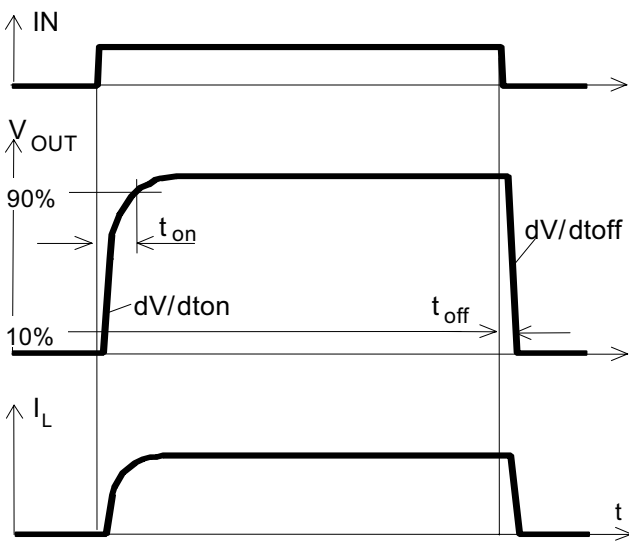 IN
V OUT
90%
t on
dV/dtoff
dV/dton
t off
10%
I L
t